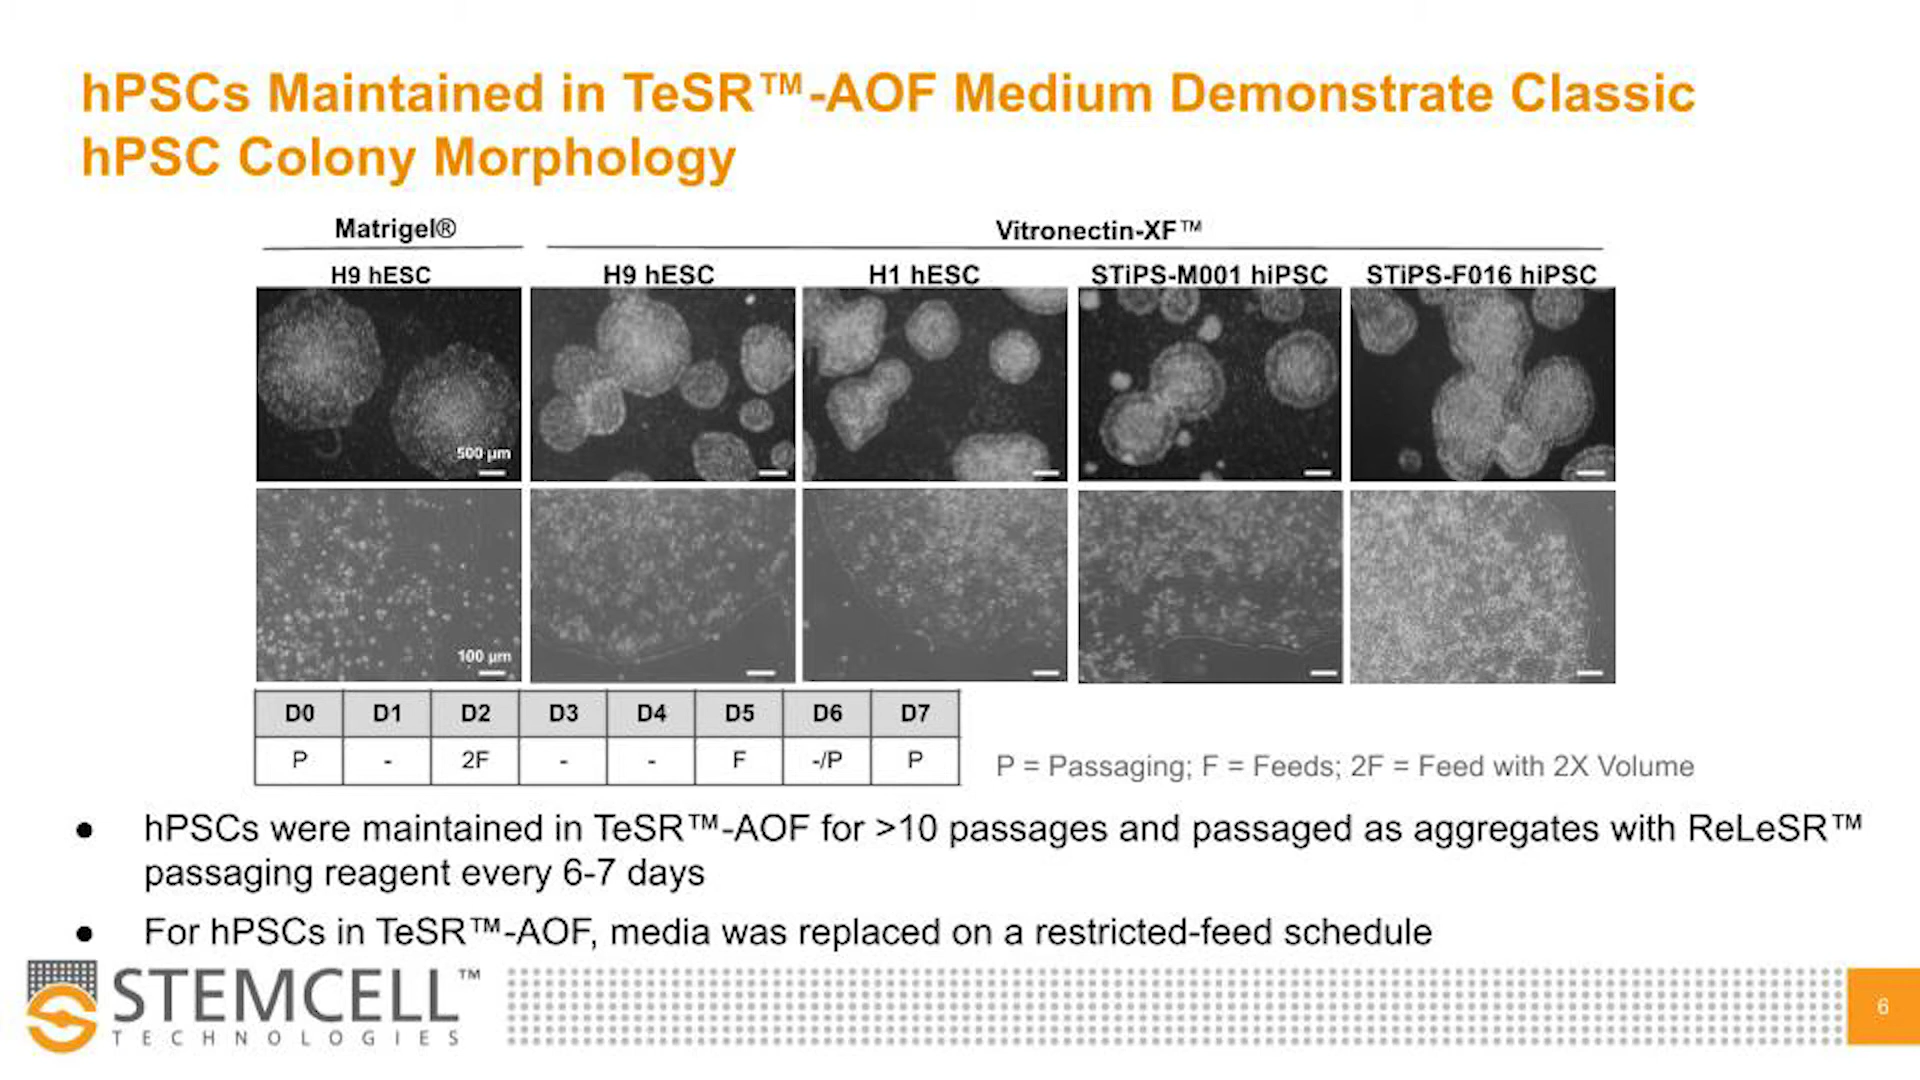 hPSCs Maintained in TeSR™-AOF Medium Demonstrate Classic
hPSC Colony Morphology
Matrigel® Vitronectin-XF™
H9 hESC H9 hESC H1 hESC STiPS-M001 hiPSC STiPS-F016 hiPSC
500 µm
100 µm
D0 D1 D2 D3 D4 D5 D6 D7
P - 2F - - F -/P P
P = Passaging; F = Feeds; 2F = Feed with 2X Volume
● hPSCs were maintained in TeSR™-AOF for >10 passages and passaged as aggregates with ReLeSR™
passaging reagent every 6-7 days
● For hPSCs in TeSR™-AOF, media was replaced on a restricted-feed schedule
STEMCELL™
TECHNOLOGIES
6